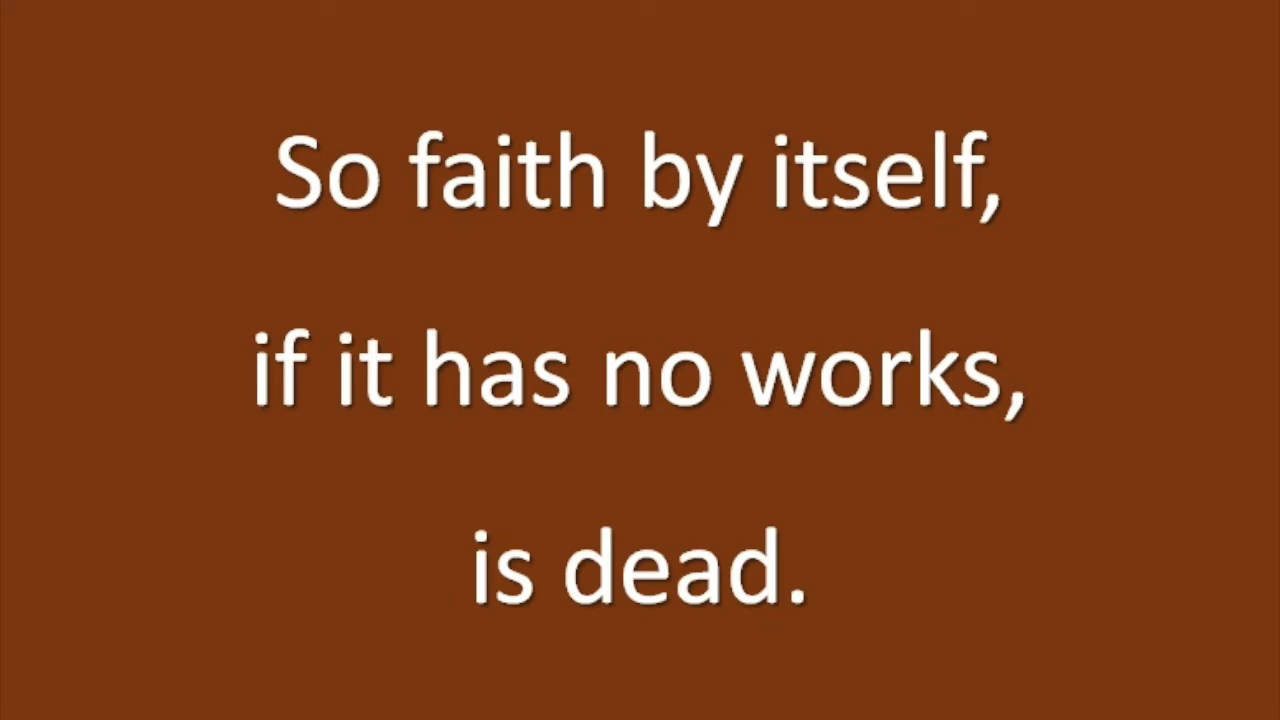 So faith by itself,
if it has no works,
is dead.